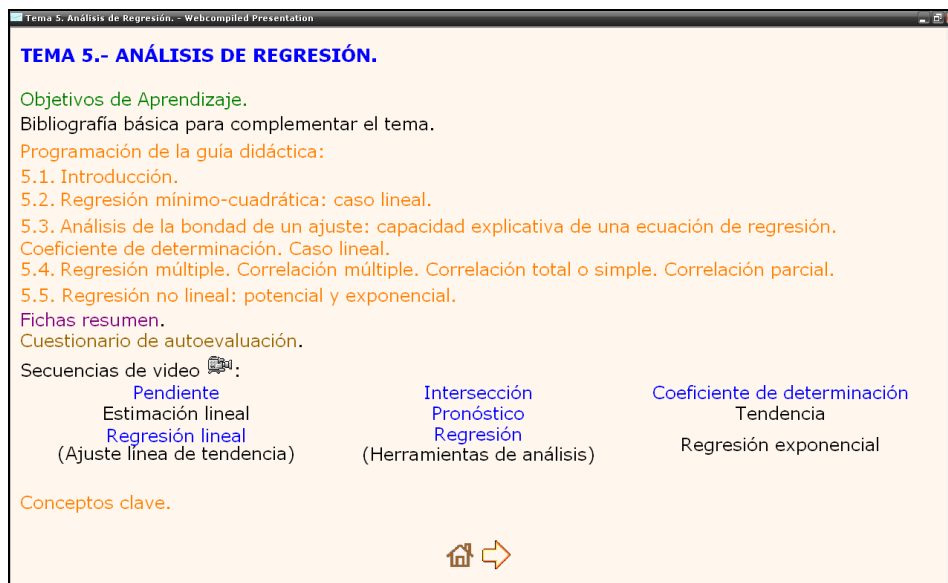 Tema 5. Análisis de Regresión. - Webcompiled Presentation
TEMA 5.- ANÁLISIS DE REGRESIÓN.
Objetivos de Aprendizaje.
Bibliografía básica para complementar el tema.
Programación de la guía didáctica:
5.1. Introducción.
5.2. Regresión mínimo-cuadrática: caso lineal.
5.3. Análisis de la bondad de un ajuste: capacidad explicativa de una ecuación de regresión.
Coeficiente de determinación. Caso lineal.
5.4. Regresión múltiple. Correlación múltiple. Correlación total o simple. Correlación parcial.
5.5. Regresión no lineal: potencial y exponencial.
Fichas resumen.
Cuestionario de autoevaluación.
Secuencias de video :
Pendiente Intersección Coeficiente de determinación
Estimación lineal Pronóstico Tendencia
Regresión lineal Regresión Regresión exponencial
(Ajuste línea de tendencia) (Herramientas de análisis)
Conceptos clave.